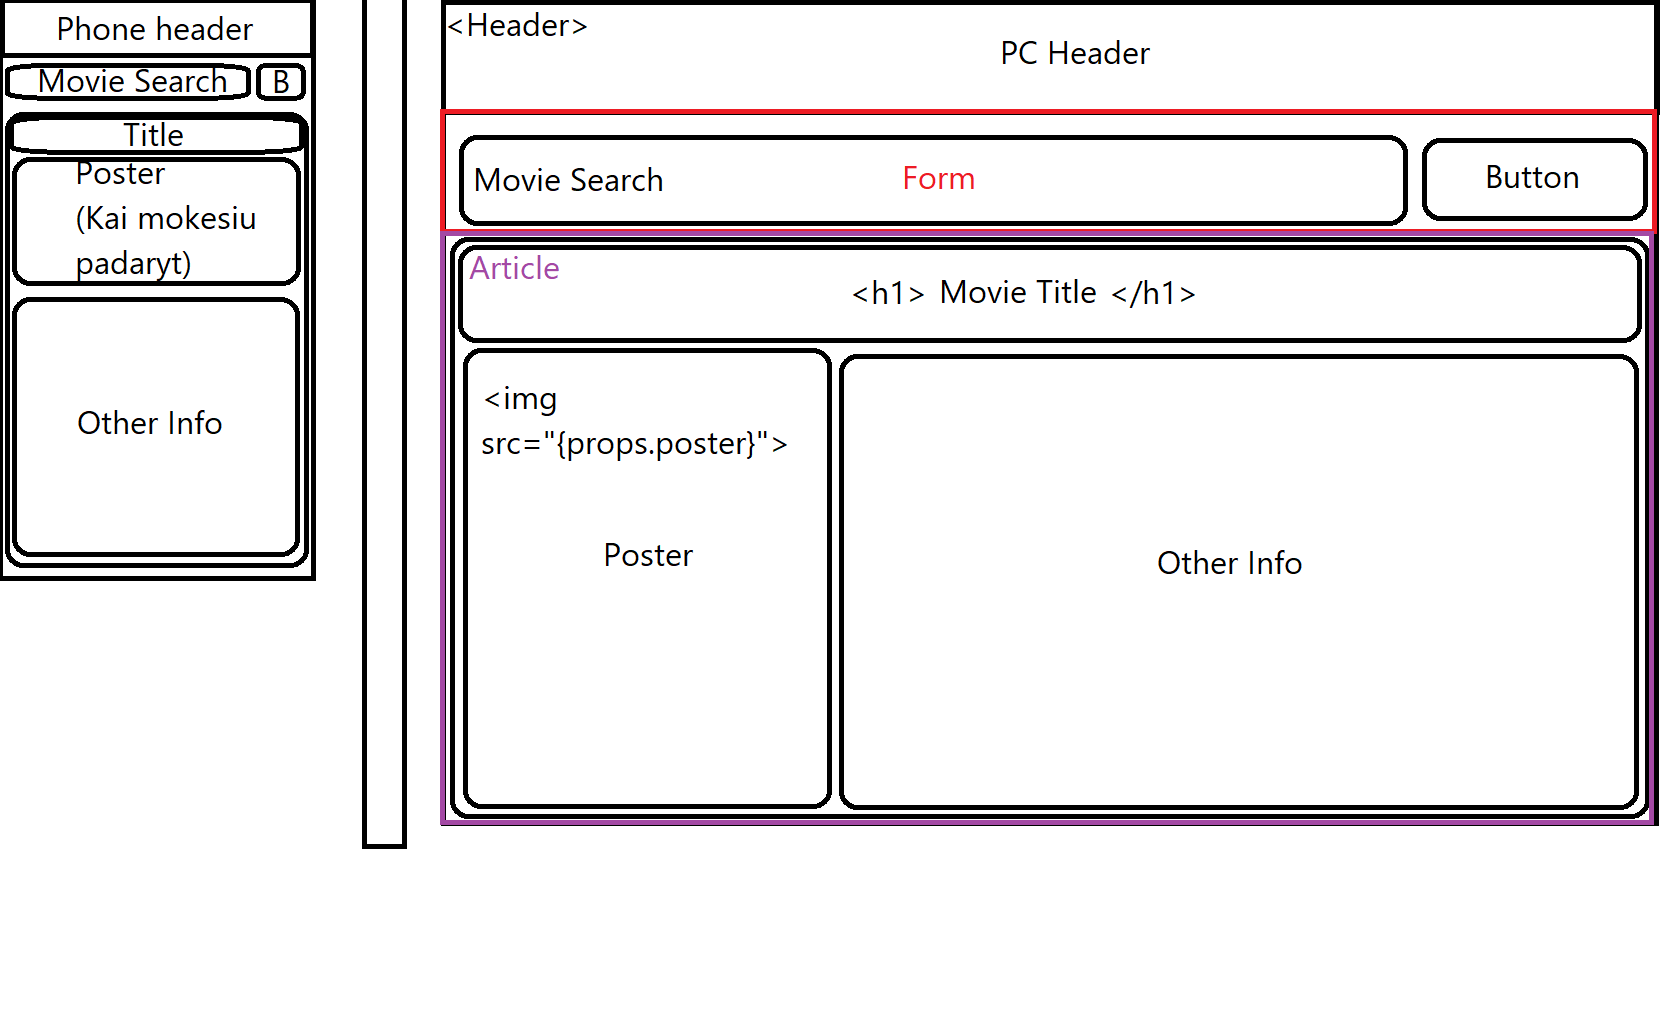 Phone header
Movie Search
B
Title
Poster
(Kai mokesiu
padaryt)
Other Info
<Header>
PC Header
Movie Search
Form
Button
Article
<h1> Movie Title </h1>
<img
src="{props.poster}">
Poster
Other Info